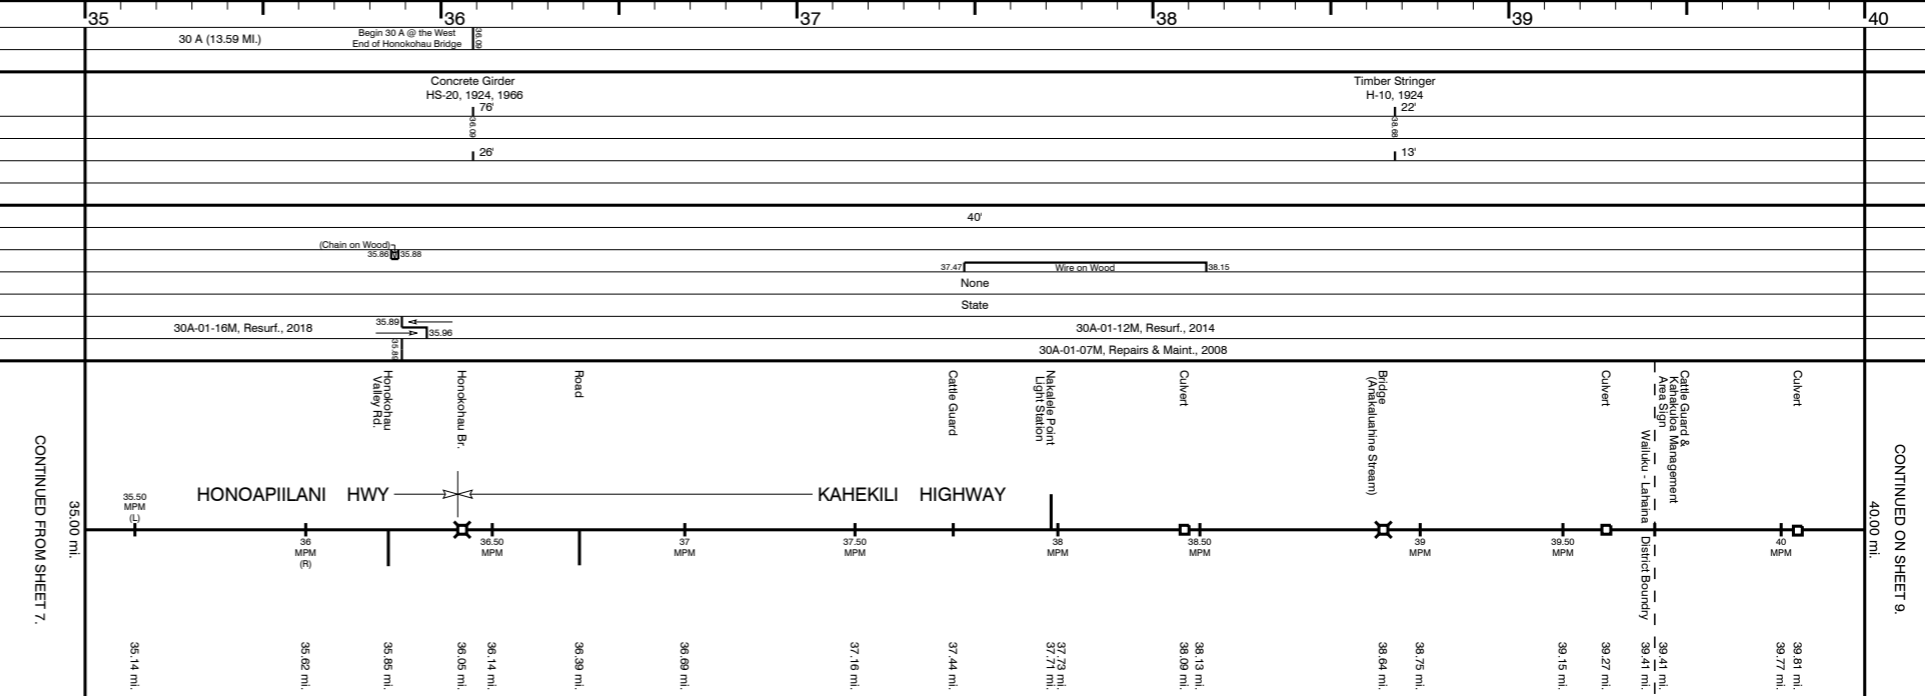 35
36
37
38
39
40
30 A (13.59 MI.)
Begin 30 A @ the West
End of Honokohau Bridge
36.09
Concrete Girder
HS-20, 1924, 1966
76'
36.09
26'
Timber Stringer
H-10, 1924
22'
38.68
13'
40'
(Chain on Wood)
35.86
35.88
37.47
Wire on Wood
38.15
None
State
30A-01-16M, Resurf., 2018
35.89
35.96
30A-01-12M, Resurf., 2014
35.89
30A-01-07M, Repairs & Maint., 2008
Honokohau
Valley Rd.
Honokohau Br.
Road
Cattle Guard
Nakalele Point
Light Station
Culvert
Bridge
(Anakaluahine Stream)
Culvert
Wailuku - Lahaina District Boundry
Cattle Guard &
Kahakuloa Management
Area Sign
Culvert
CONTINUED FROM SHEET 7.
35.00 mi.
HONOAPIILANI HWY
KAHEKILI HIGHWAY
35.50
MPM
(L)
36
MPM
(R)
36.50
MPM
37
MPM
37.50
MPM
38
MPM
38.50
MPM
39
MPM
39.50
MPM
40
MPM
40.00 mi.
CONTINUED ON SHEET 9.
35.14 mi.
35.62 mi.
35.85 mi.
36.05 mi.
36.14 mi.
36.39 mi.
36.69 mi.
37.16 mi.
37.44 mi.
37.71 mi.
37.73 mi.
38.09 mi.
38.13 mi.
38.64 mi.
38.75 mi.
39.15 mi.
39.27 mi.
39.41 mi.
39.41 mi.
39.77 mi.
39.81 mi.